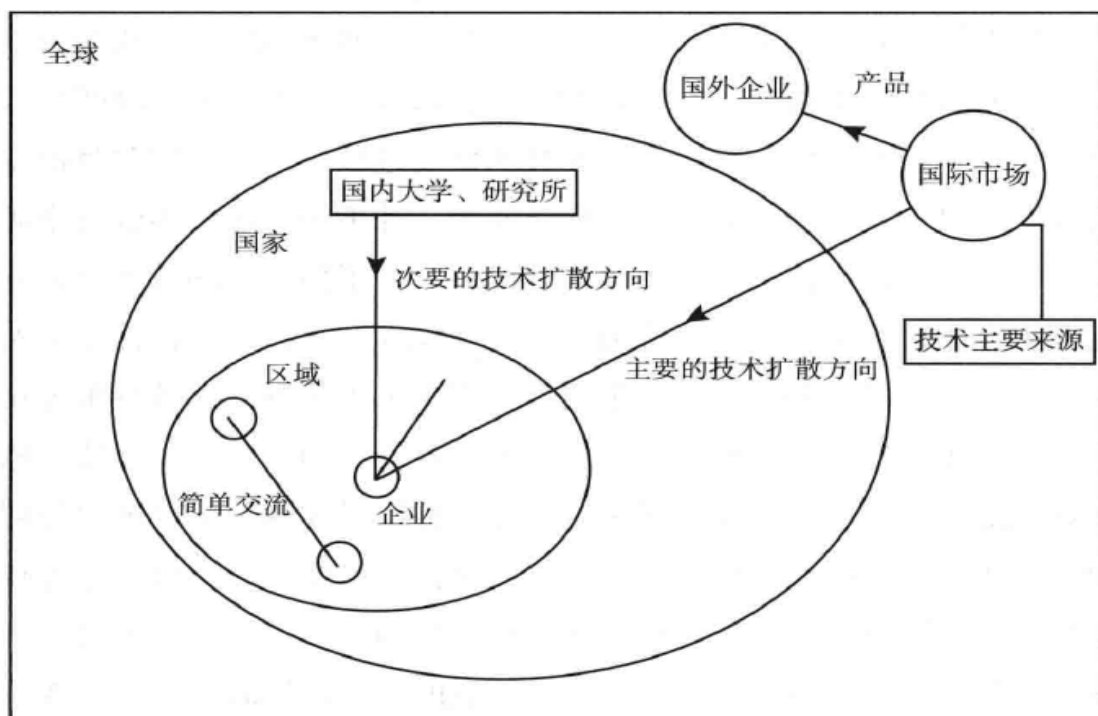 全球
国外企业
产品
国际市场
国内大学、研究所
国家
次要的技术扩散方向
技术主要来源
主要的技术扩散方向
区域
简单交流
企业